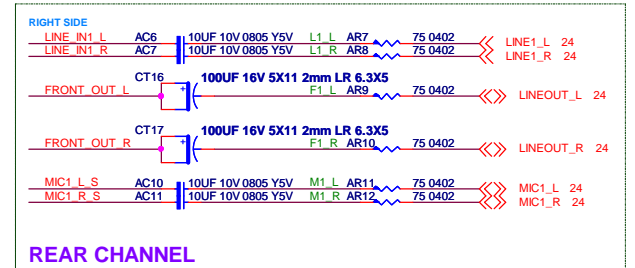 RIGHT SIDE
LINE_IN1_L AC6 10UF 10V 0805 Y5V L1_L AR7 75 0402 LINE1_L 24
LINE_IN1_R AC7 10UF 10V 0805 Y5V L1_R AR8 75 0402 LINE1_R 24
CT16 100UF 16V 5X11 2mm LR 6.3X5
FRONT_OUT_L + F1_L AR9 75 0402 LINEOUT_L 24
CT17 100UF 16V 5X11 2mm LR 6.3X5
FRONT_OUT_R + F1_R AR10 75 0402 LINEOUT_R 24
MIC1_L_S AC10 10UF 10V 0805 Y5V M1_L AR11 75 0402 MIC1_L 24
MIC1_R_S AC11 10UF 10V 0805 Y5V M1_R AR12 75 0402 MIC1_R 24
REAR CHANNEL